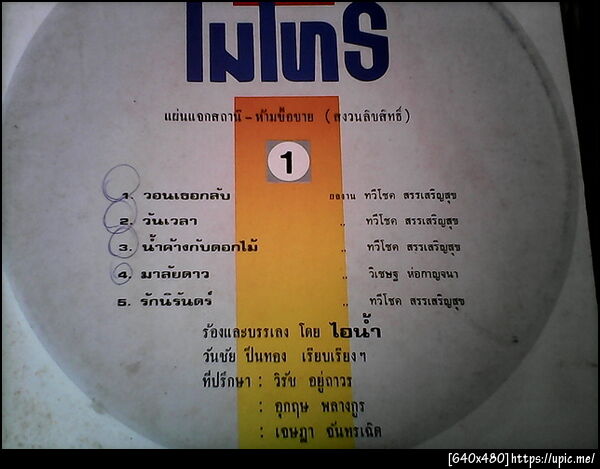 ไมโทร
แผ่นแจกสถานี - ห้ามซื้อขาย (สงวนลิขสิทธิ์)
1
1. วอนเธอกลับ ผลงาน ทวีโชค สรรเสริญสุข
2. วันเวลา ,, ทวีโชค สรรเสริญสุข
3. น้ำค้างกับดอกไม้ ,, ทวีโชค สรรเสริญสุข
4. มาลัยดาว ,, วิเชษฐ ห่อกาญจนา
5. รักนิรันดร์ ,, ทวีโชค สรรเสริญสุข
ร้องและบรรเลง โดย ไอน้ำ
วันชัย ปืนทอง เรียบเรียงฯ
ที่ปรึกษา : วิรัช อยู่ถาวร
: อุกฤษ พลางกูร
: เจษฎา ฉันทรเฉิด
[640x480]https://upic.me/